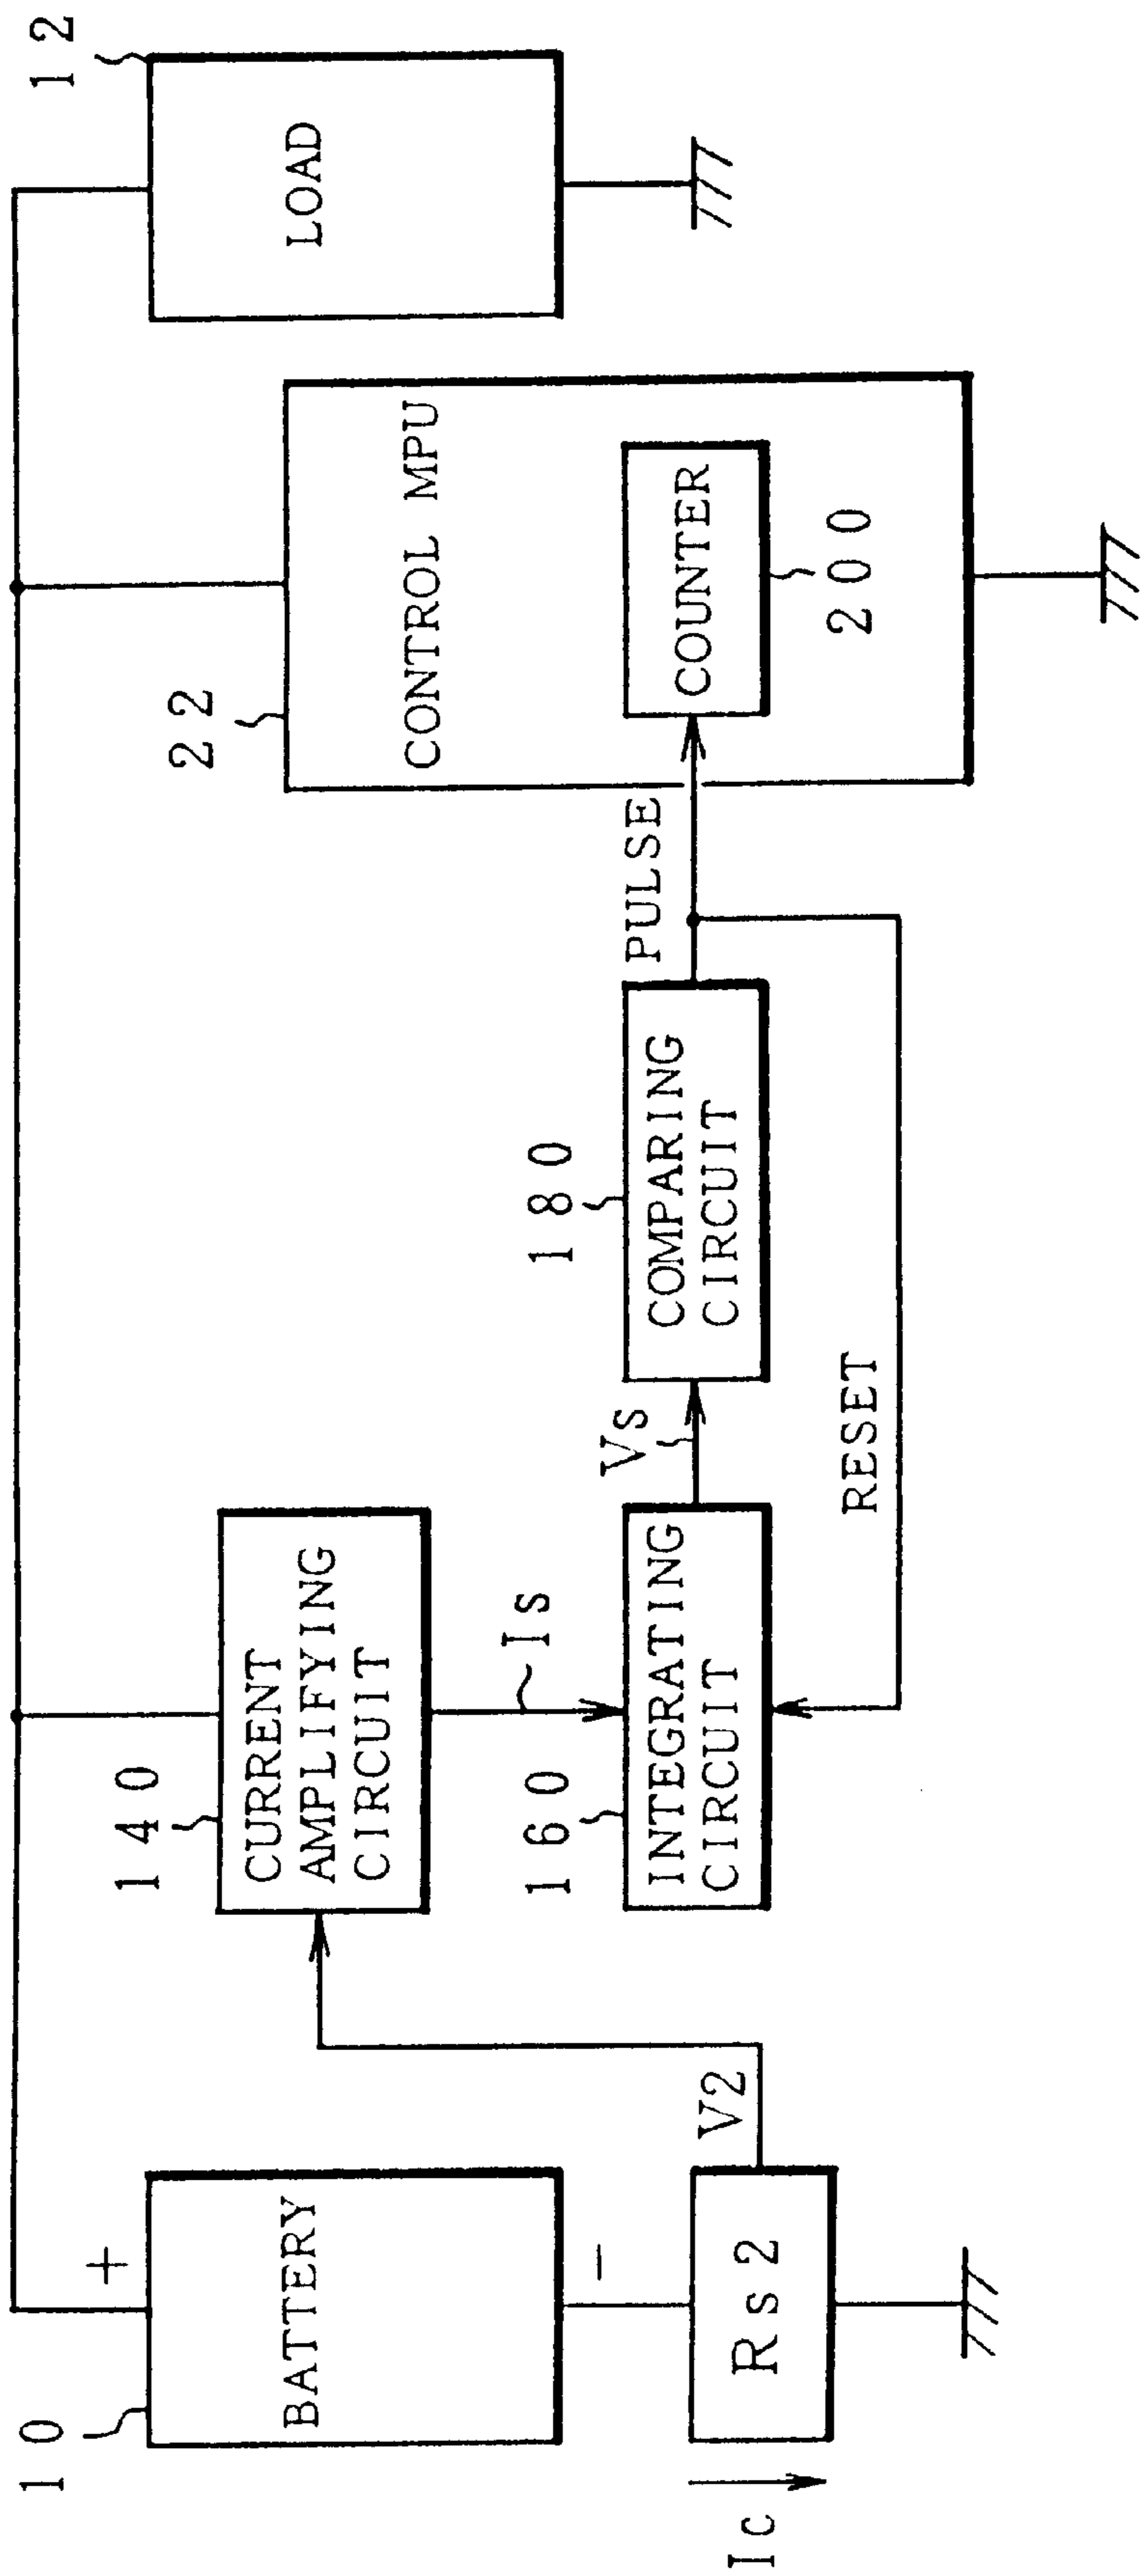 10
+
BATTERY
-
Rs2
Ic
V2
140
CURRENT
AMPLIFYING
CIRCUIT
Is
160
INTEGRATING
CIRCUIT
Vs
RESET
180
COMPARING
CIRCUIT
PULSE
22
CONTROL MPU
COUNTER
200
12
LOAD